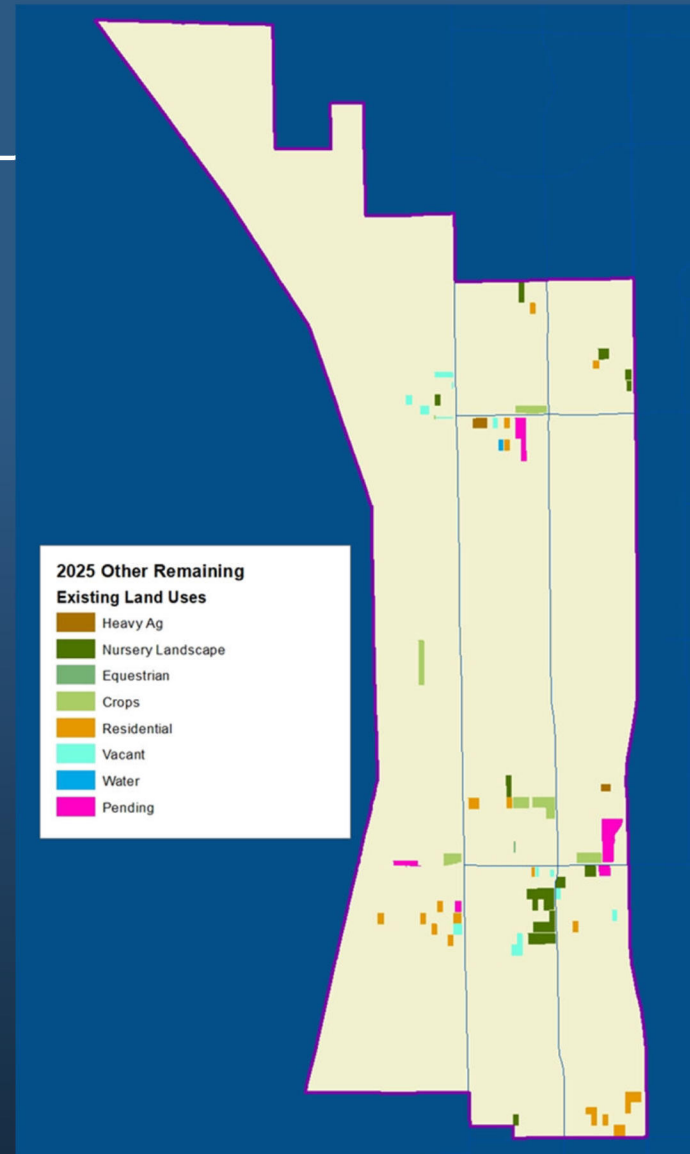 2025 Other Remaining
Existing Land Uses
Heavy Ag
Nursery Landscape
Equestrian
Crops
Residential
Vacant
Water
Pending